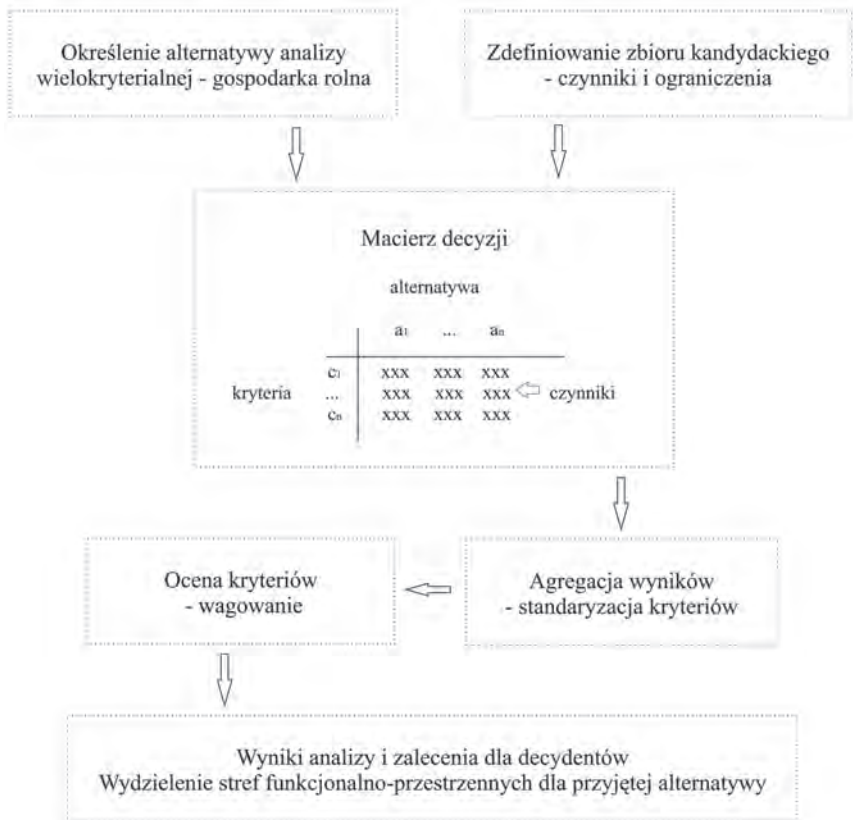 Określenie alternatywy analizy
wielokryterialnej - gospodarka rolna
Zdefiniowanie zbioru kandydackiego
- czynniki i ograniczenia
Macierz decyzji
alternatywa
a1 ... an
c1 xxx xxx xxx
kryteria ... xxx xxx xxx czynniki
cn xxx xxx xxx
Agregacja wyników
- standaryzacja kryteriów
Ocena kryteriów
- wagowanie
Wyniki analizy i zalecenia dla decydentów
Wydzielenie stref funkcjonalno-przestrzennych dla przyjętej alternatywy